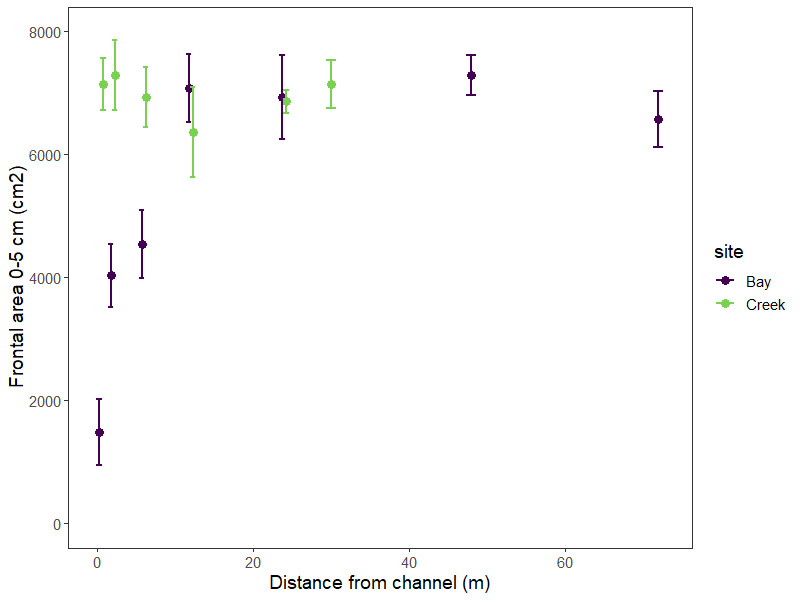 8000
6000
4000
2000
0
Frontal area 0-5 cm (cm2)
0 20 40 60
Distance from channel (m)
site
Bay
Creek